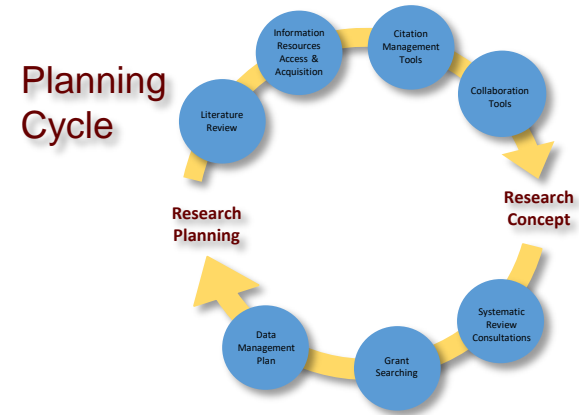 Planning
Cycle
Information
Resources
Access &
Acquisition
Citation
Management
Tools
Literature
Review
Collaboration
Tools
Research
Concept
Research
Planning
Systematic
Review
Consultations
Grant
Searching
Data
Management
Plan